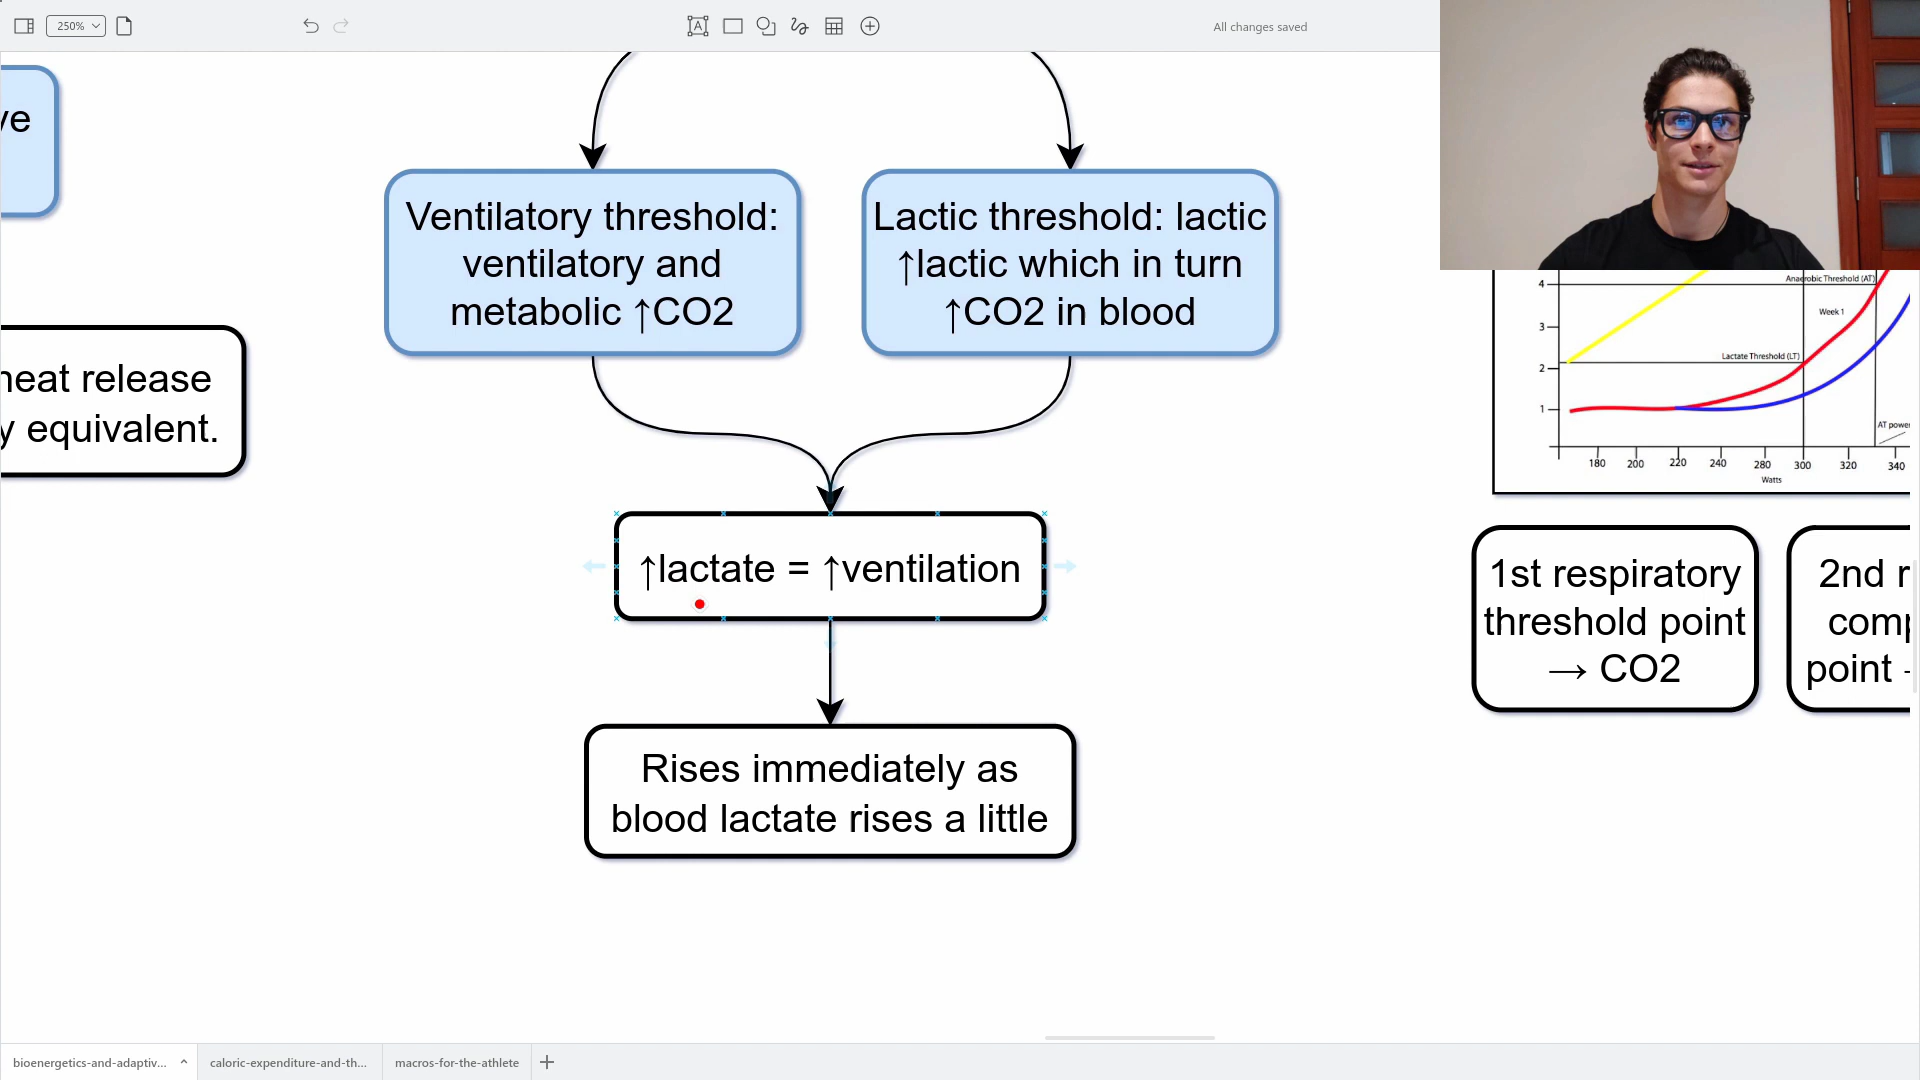 250%
All changes saved
ve
Ventilatory threshold:
ventilatory and
metabolic ↑CO2
Lactic threshold: lactic
↑lactic which in turn
↑CO2 in blood
heat release
y equivalent.
4
3
2
1
Anaerobic Threshold (AT)
Week 1
Lactate Threshold (LT)
AT power
180 200 220 240 280 300 320 340
Watts
↑lactate = ↑ventilation
1st respiratory
threshold point
→ CO2
2nd r
com
point
Rises immediately as
blood lactate rises a little
bioenergetics-and-adaptiv...
caloric-expenditure-and-th...
macros-for-the-athlete